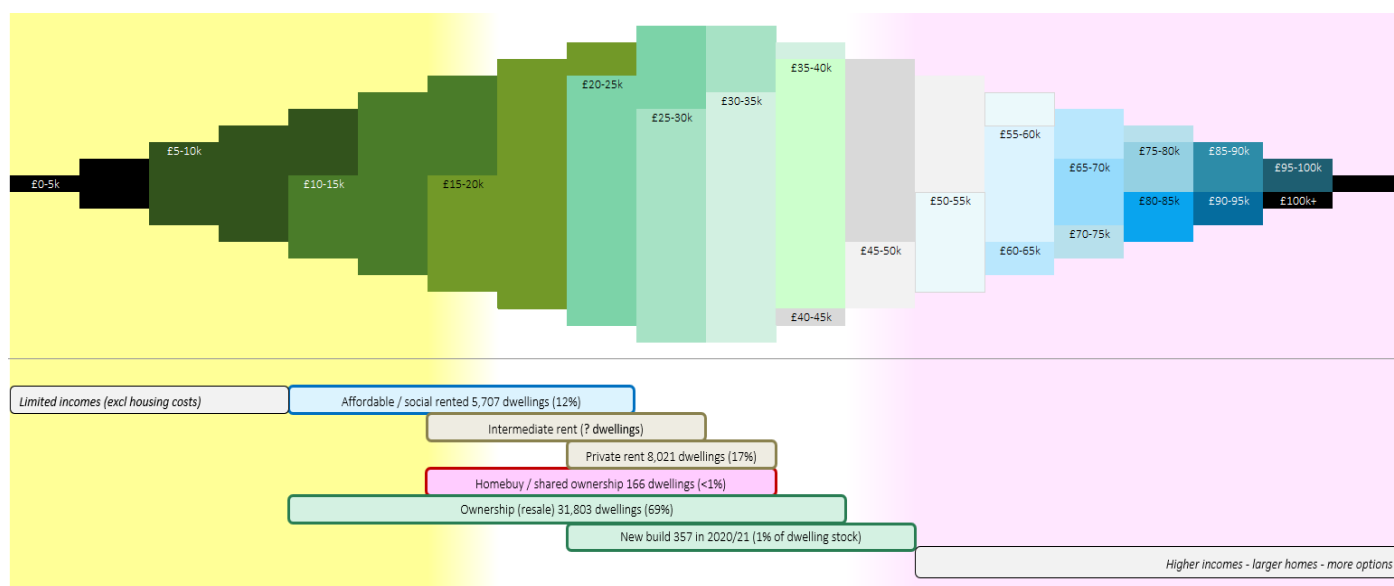 £0-5k
£5-10k
£10-15k
£15-20k
£20-25k
£25-30k
£30-35k
£35-40k
£40-45k
£45-50k
£50-55k
£55-60k
£60-65k
£65-70k
£70-75k
£75-80k
£80-85k
£85-90k
£90-95k
£95-100k
£100k+
Limited incomes (excl housing costs)
Affordable / social rented 5,707 dwellings (12%)
Intermediate rent (? dwellings)
Private rent 8,021 dwellings (17%)
Homebuy / shared ownership 166 dwellings (<1%)
Ownership (resale) 31,803 dwellings (69%)
New build 357 in 2020/21 (1% of dwelling stock)
Higher incomes - larger homes - more options